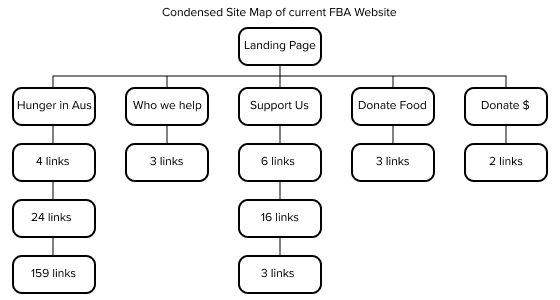 Condensed Site Map of current FBA Website
Landing Page
Hunger in Aus
Who we help
Support Us
Donate Food
Donate $
4 links
3 links
6 links
3 links
2 links
24 links
16 links
159 links
3 links